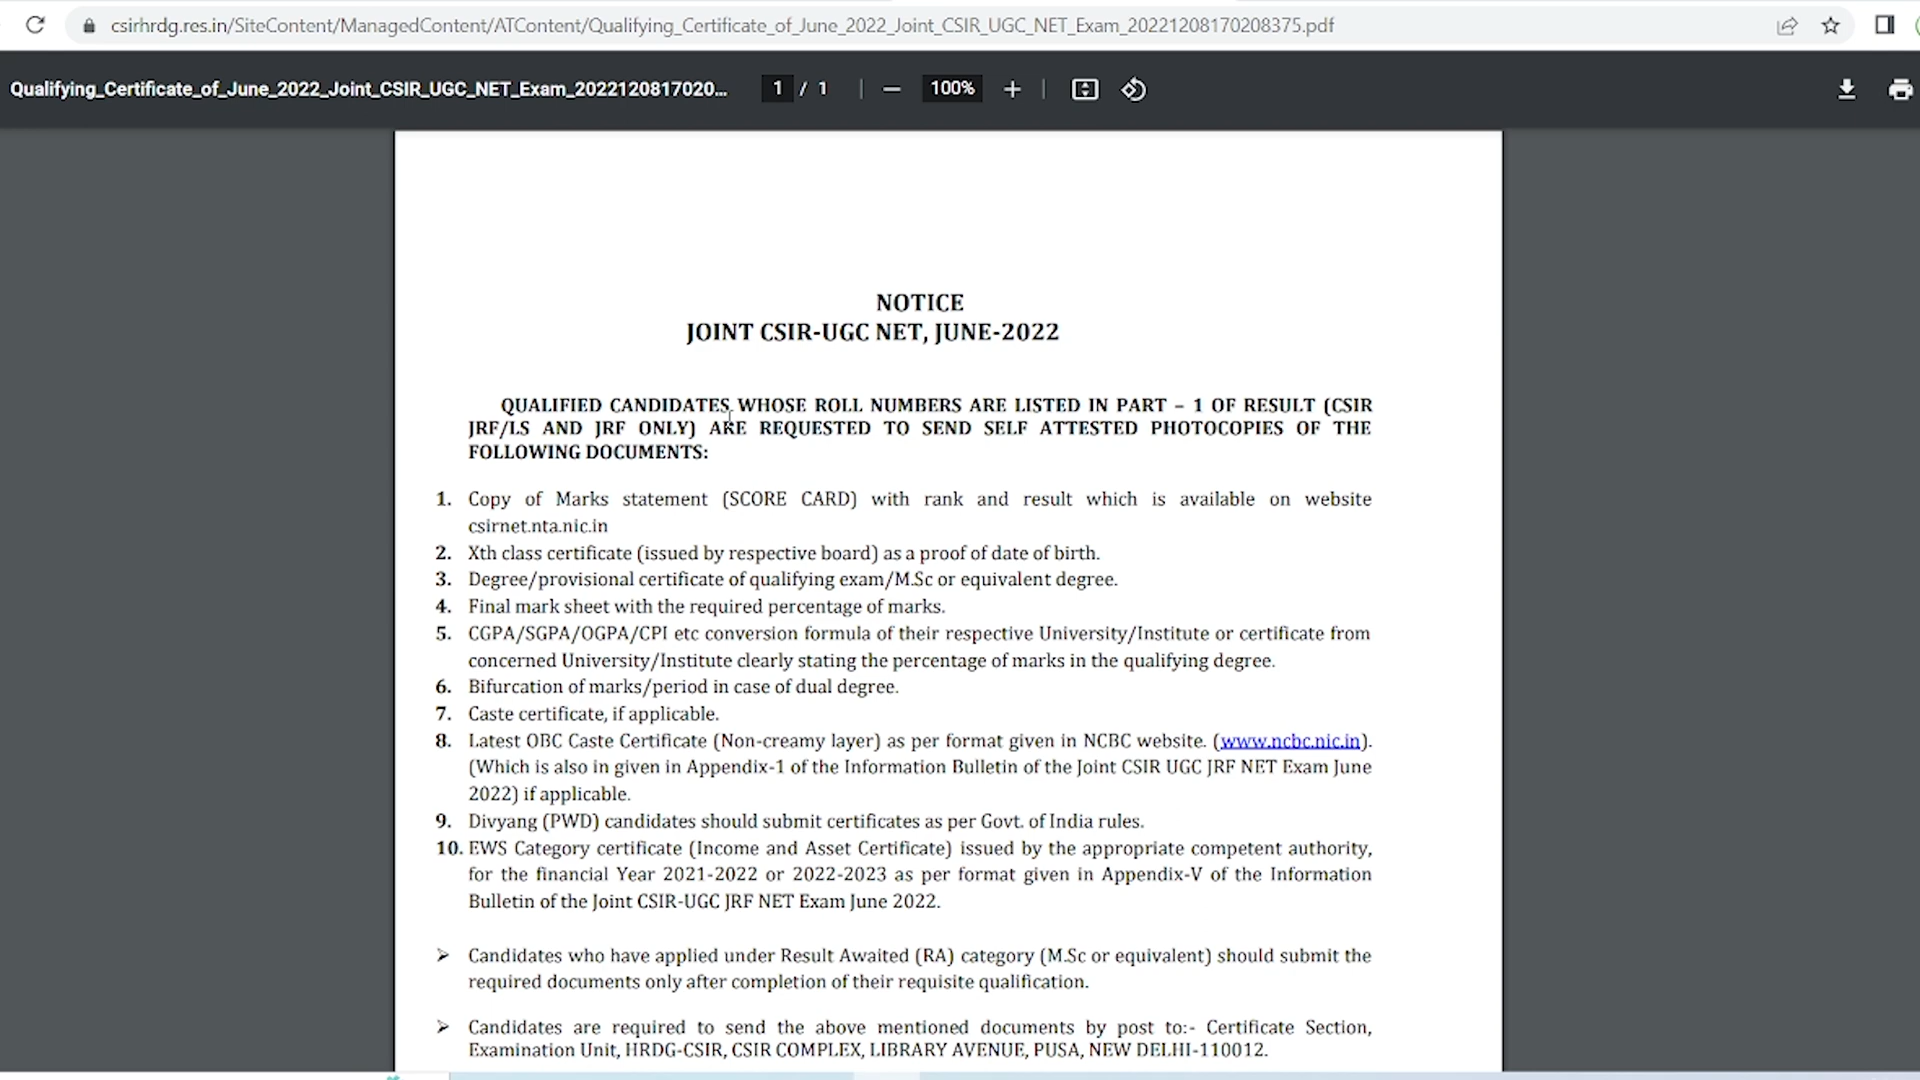 csirhrdg.res.in/SiteContent/ManagedContent/ATContent/Qualifying_Certificate_of_June_2022_Joint_CSIR_UGC_NET_Exam_20221208170208375.pdf
Qualifying_Certificate_of_June_2022_Joint_CSIR_UGC_NET_Exam_2022120817020... 1 / 1 100%
NOTICE
JOINT CSIR-UGC NET, JUNE-2022
QUALIFIED CANDIDATES WHOSE ROLL NUMBERS ARE LISTED IN PART – 1 OF RESULT (CSIR
JRF/LS AND JRF ONLY) ARE REQUESTED TO SEND SELF ATTESTED PHOTOCOPIES OF THE
FOLLOWING DOCUMENTS:
1. Copy of Marks statement (SCORE CARD) with rank and result which is available on website
csirnet.nta.nic.in
2. Xth class certificate (issued by respective board) as a proof of date of birth.
3. Degree/provisional certificate of qualifying exam/M.Sc or equivalent degree.
4. Final mark sheet with the required percentage of marks.
5. CGPA/SGPA/OGPA/CPI etc conversion formula of their respective University/Institute or certificate from
concerned University/Institute clearly stating the percentage of marks in the qualifying degree.
6. Bifurcation of marks/period in case of dual degree.
7. Caste certificate, if applicable.
8. Latest OBC Caste Certificate (Non-creamy layer) as per format given in NCBC website. (www.ncbc.nic.in).
(Which is also in given in Appendix-1 of the Information Bulletin of the Joint CSIR UGC JRF NET Exam June
2022) if applicable.
9. Divyang (PWD) candidates should submit certificates as per Govt. of India rules.
10. EWS Category certificate (Income and Asset Certificate) issued by the appropriate competent authority,
for the financial Year 2021-2022 or 2022-2023 as per format given in Appendix-V of the Information
Bulletin of the Joint CSIR-UGC JRF NET Exam June 2022.
➢ Candidates who have applied under Result Awaited (RA) category (M.Sc or equivalent) should submit the
required documents only after completion of their requisite qualification.
➢ Candidates are required to send the above mentioned documents by post to:- Certificate Section,
Examination Unit, HRDG-CSIR, CSIR COMPLEX, LIBRARY AVENUE, PUSA, NEW DELHI-110012.